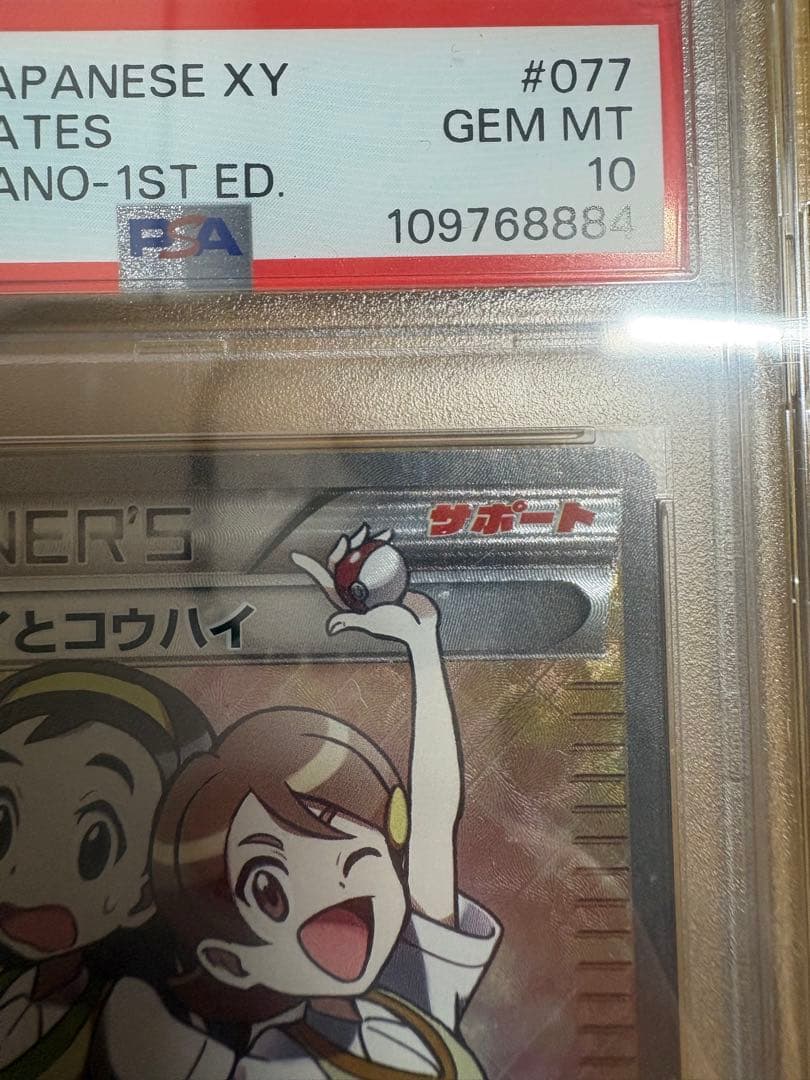 APANESE XY #077
ATES GEM MT
ANO-1ST ED. 10
PSA 109768884
NER'S サポート
とコウハイ